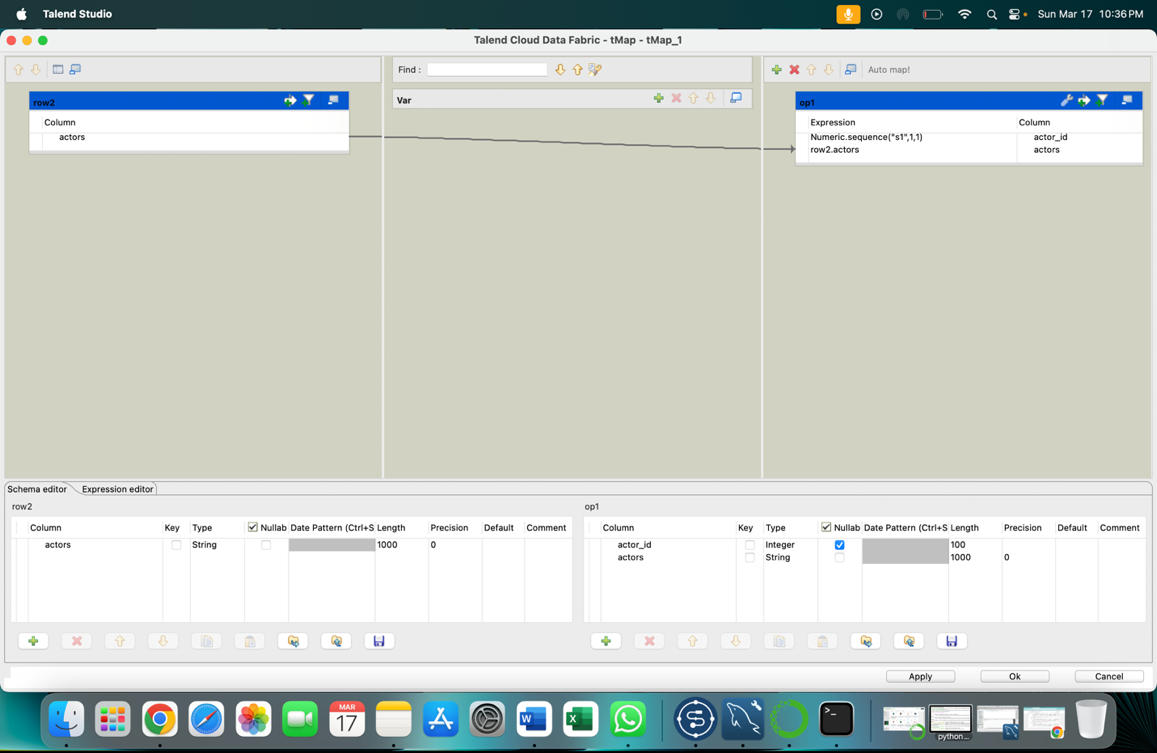 Talend Studio
Sun Mar 17 10:36 PM
Talend Cloud Data Fabric - tMap - tMap_1
Find :
Auto map!
row2
Var
op1
Column
Expression Column
actors
Numeric.sequence("s1",1,1) actor_id
row2.actors actors
Schema editor Expression editor
row2
op1
Column Key Type Nullab Date Pattern (Ctrl+S Length Precision Default Comment
actors String 1000 0
Column Key Type Nullab Date Pattern (Ctrl+S Length Precision Default Comment
actor_id Integer 100
actors String 1000 0
Apply Ok Cancel
MAR
17
W
X
>_
python...